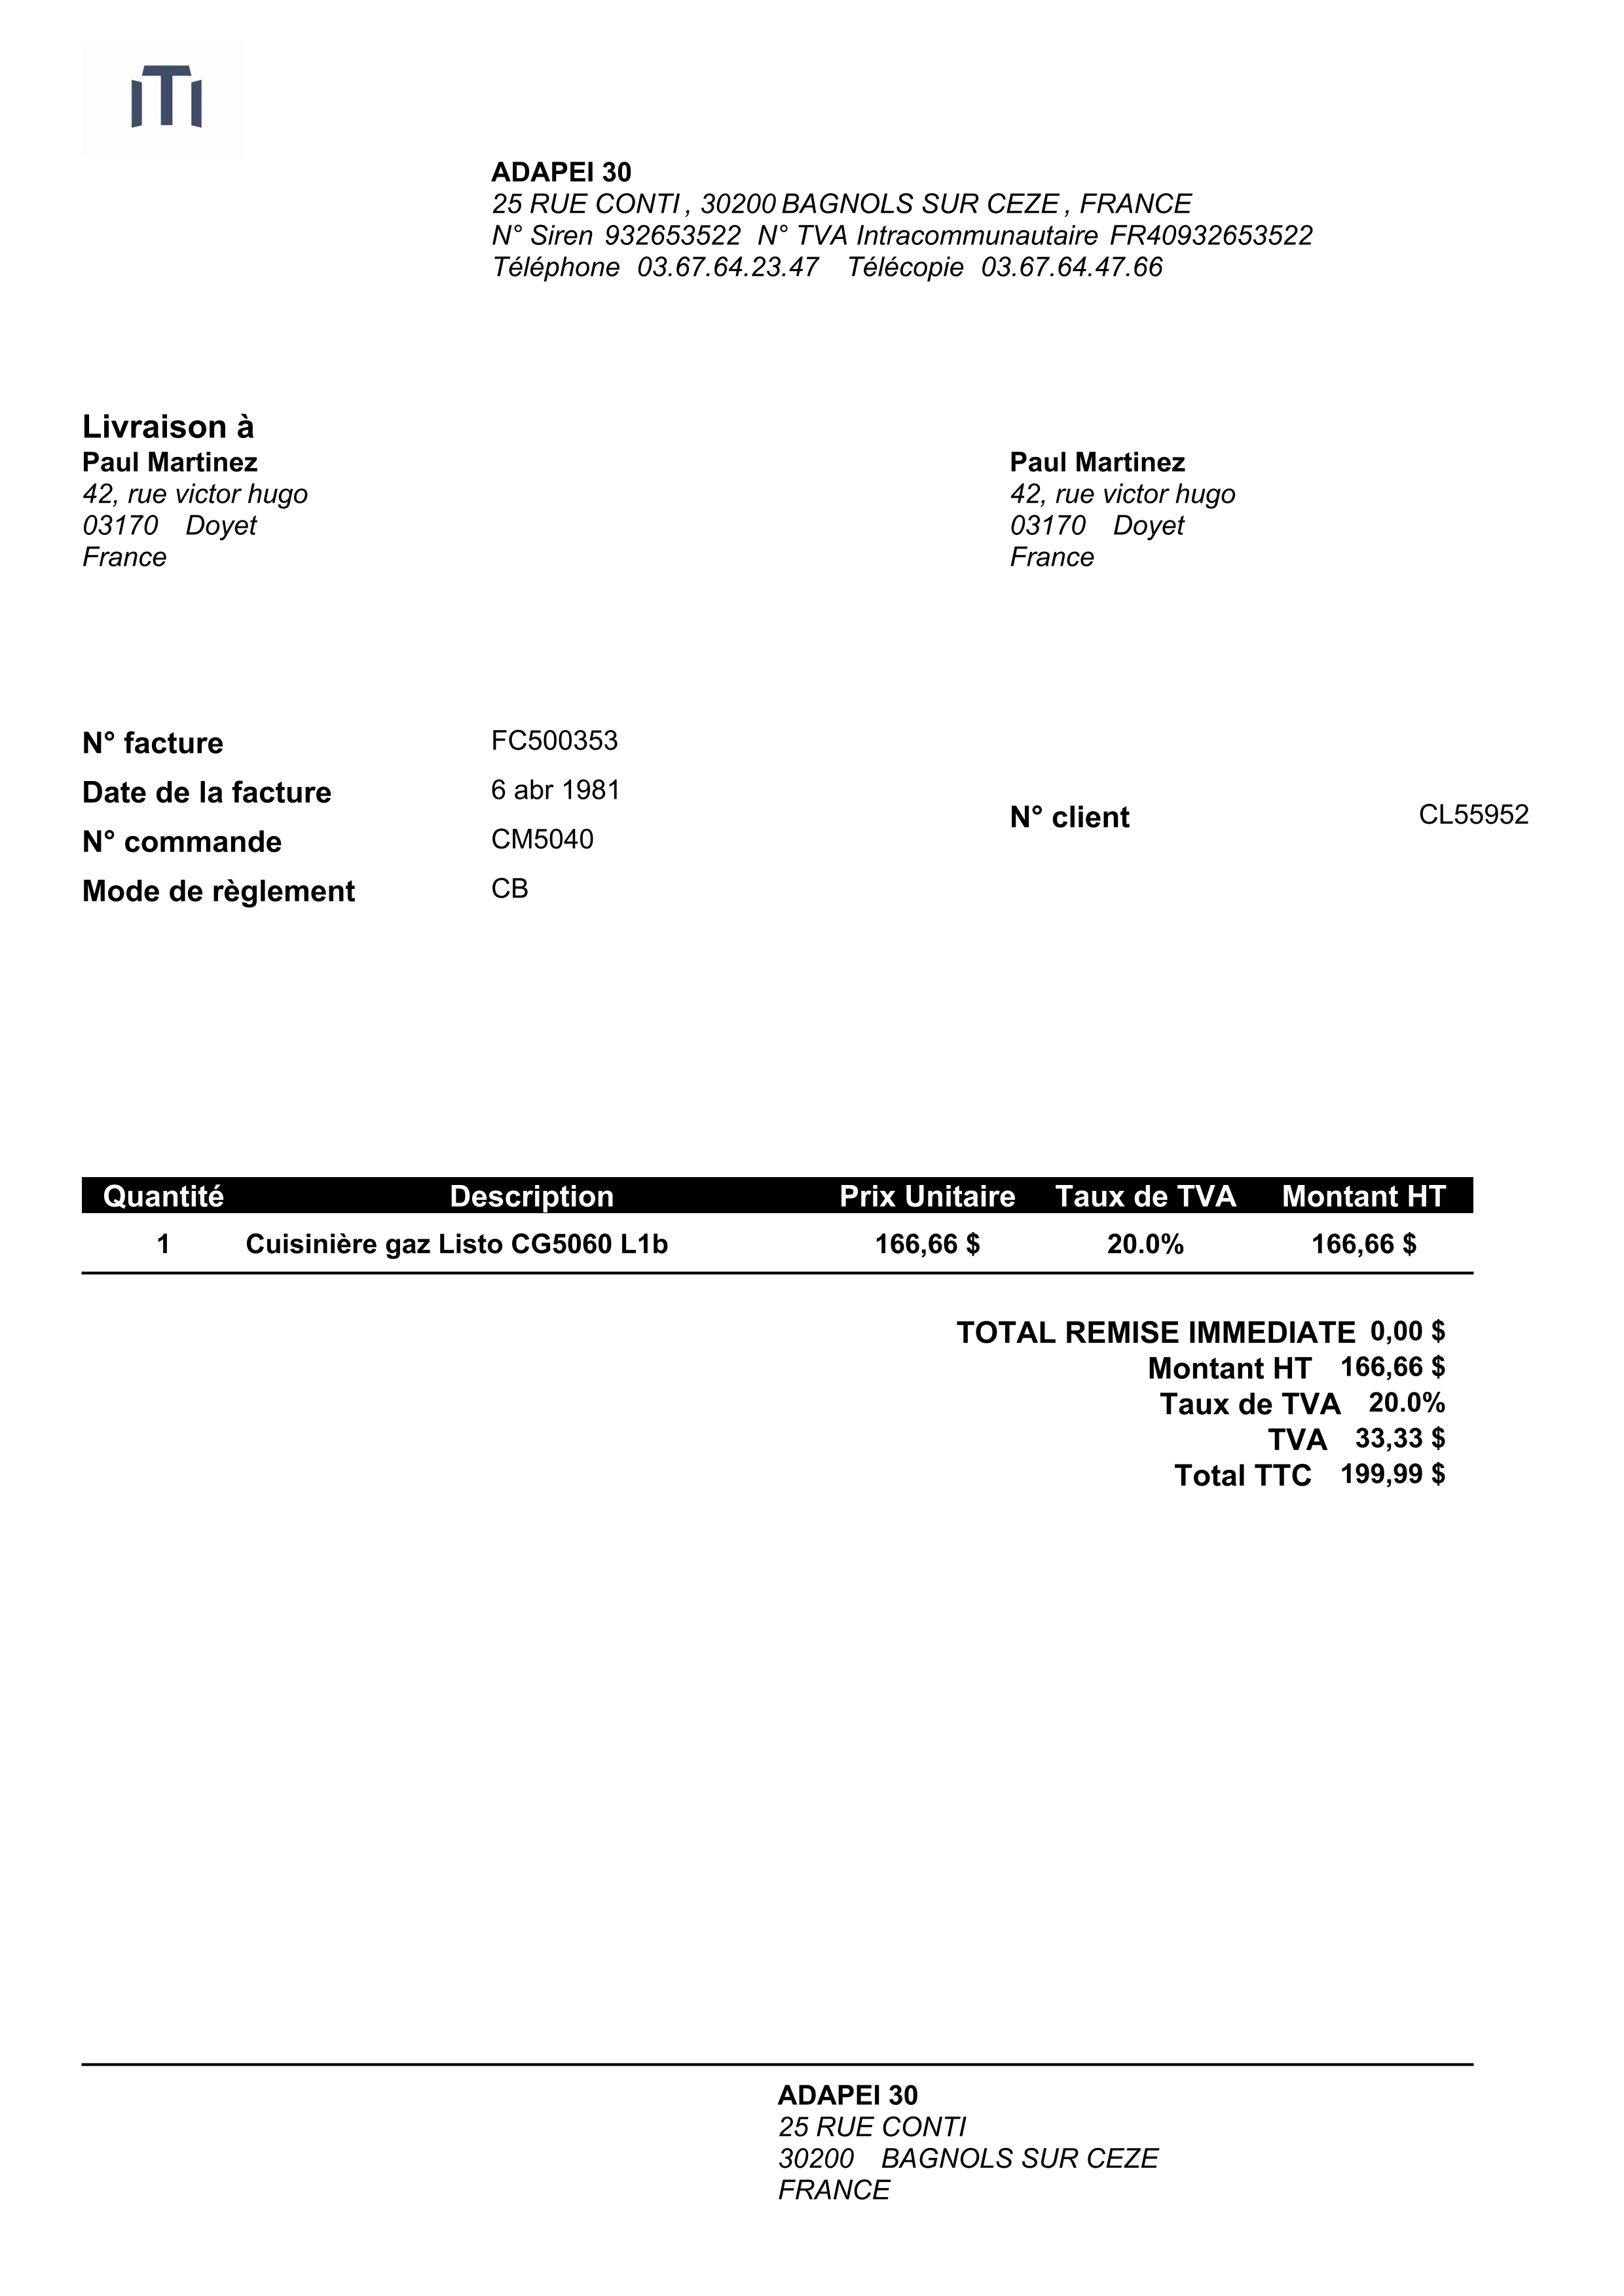 iTi
ADAPEI 30
25 RUE CONTI , 30200 BAGNOLS SUR CEZE , FRANCE
N° Siren 932653522 N° TVA Intracommunautaire FR40932653522
Téléphone 03.67.64.23.47 Télécopie 03.67.64.47.66
Livraison à
Paul Martinez
42, rue victor hugo
03170 Doyet
France
Paul Martinez
42, rue victor hugo
03170 Doyet
France
N° facture FC500353
Date de la facture 6 abr 1981
N° commande CM5040
Mode de règlement CB
N° client CL55952
Quantité Description Prix Unitaire Taux de TVA Montant HT
1 Cuisinière gaz Listo CG5060 L1b 166,66 $ 20.0% 166,66 $
TOTAL REMISE IMMEDIATE 0,00 $
Montant HT 166,66 $
Taux de TVA 20.0%
TVA 33,33 $
Total TTC 199,99 $
ADAPEI 30
25 RUE CONTI
30200 BAGNOLS SUR CEZE
FRANCE